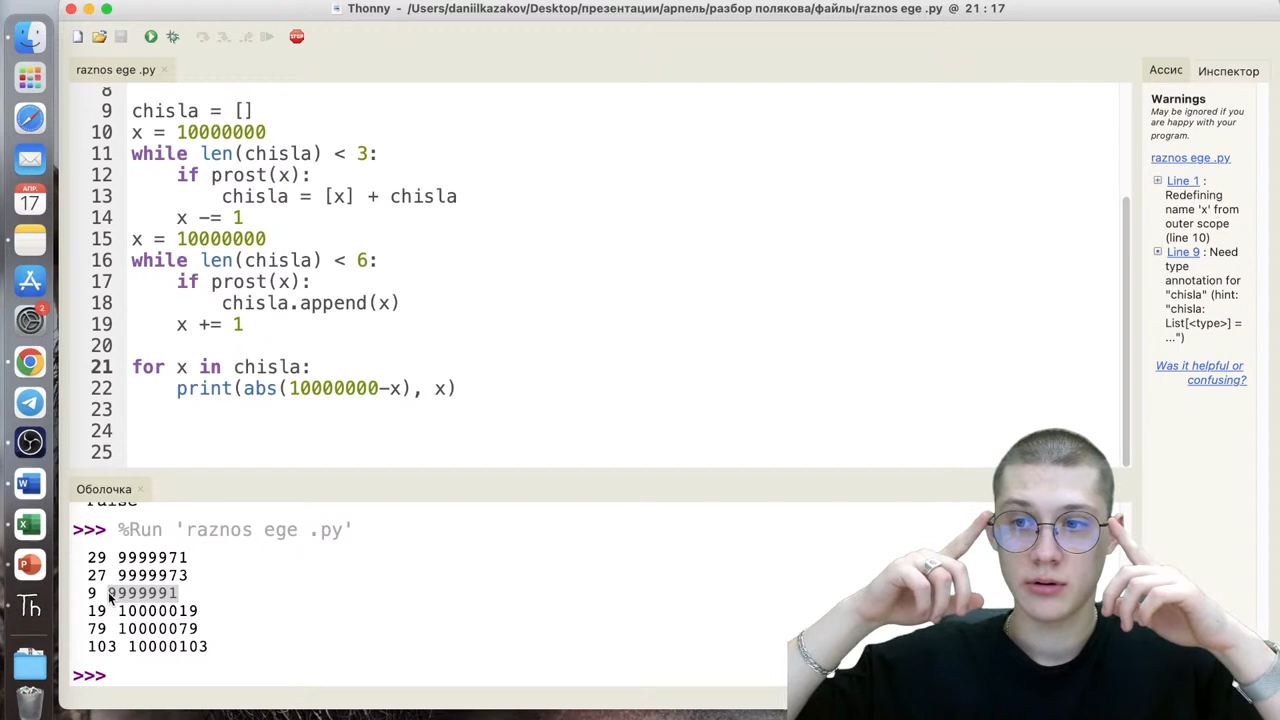 Thonny - /Users/daniilkazakov/Desktop/презентации/арпель/разбор полякова/файлы/raznos ege .py @ 21 : 17
raznos ege .py
Ассис
Инспектор
8
9 chisla = []
10 x = 10000000
11 while len(chisla) < 3:
12 if prost(x):
13 chisla = [x] + chisla
14 x -= 1
15 x = 10000000
16 while len(chisla) < 6:
17 if prost(x):
18 chisla.append(x)
19 x += 1
20
21 for x in chisla:
22 print(abs(10000000-x), x)
23
24
25
Warnings
May be ignored if you
are happy with your
program.
raznos ege .py
Line 1 :
Redefining
name 'x' from
outer scope
(line 10)
Line 9 : Need
type
annotation for
"chisla" (hint:
"chisla:
List[<type>] =
...")
Was it helpful or
confusing?
Оболочка
>>> %Run 'raznos ege .py'
29 9999971
27 9999973
9 9999991
19 10000019
79 10000079
103 10000103
>>>
АПР.
17
2
W
X
P
Th
STOP